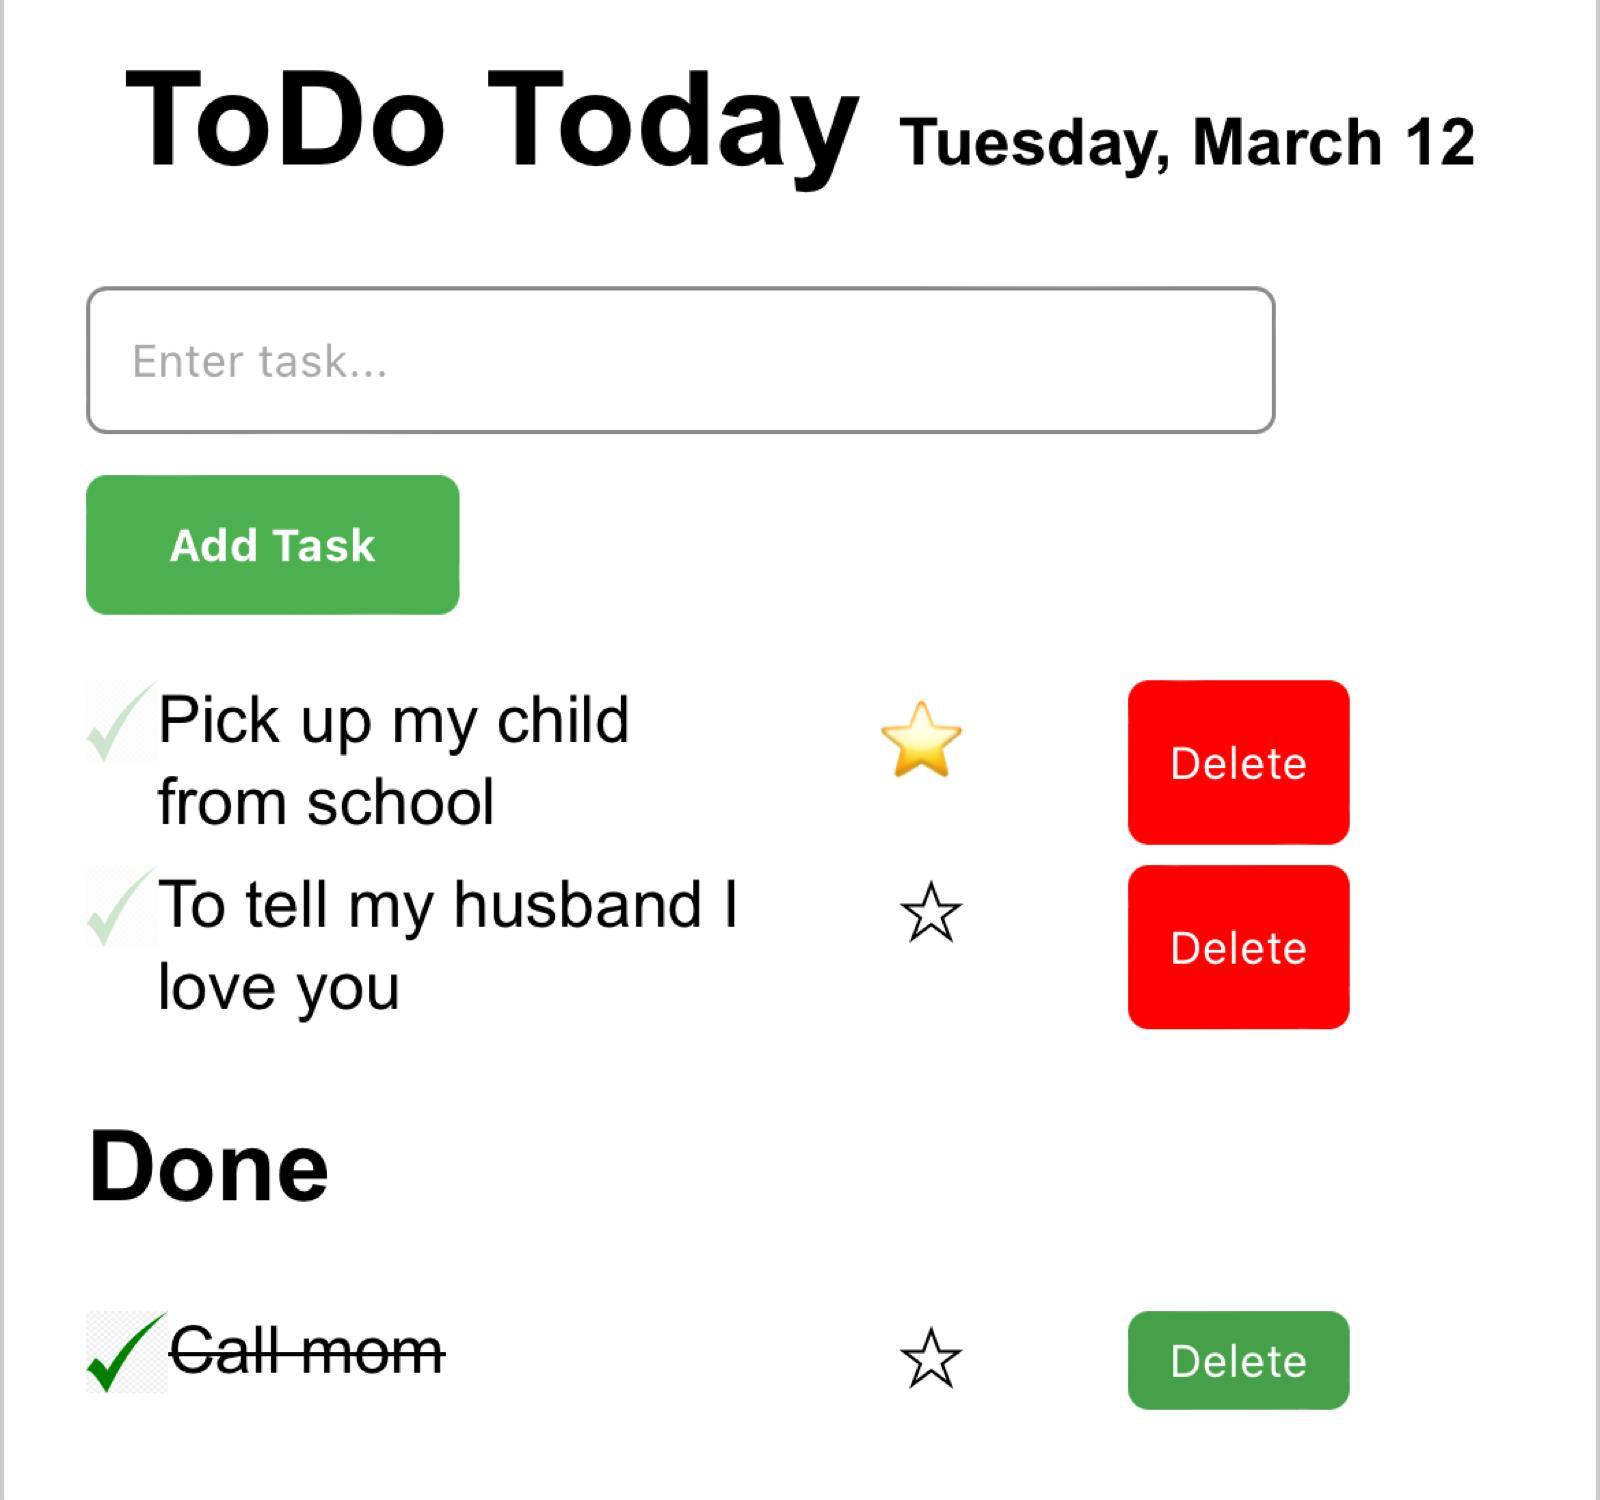 ToDo Today Tuesday, March 12
Enter task...
Add Task
Pick up my child
from school
Delete
To tell my husband I
love you
Delete
Done
Call mom
Delete